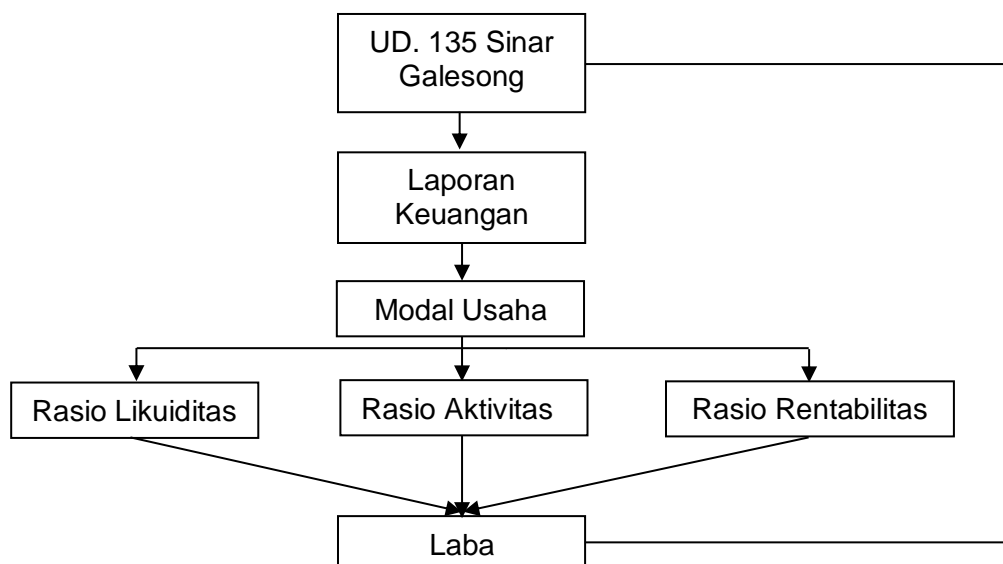 UD. 135 Sinar
Galesong
Laporan
Keuangan
Modal Usaha
Rasio Likuiditas
Rasio Aktivitas
Rasio Rentabilitas
Laba